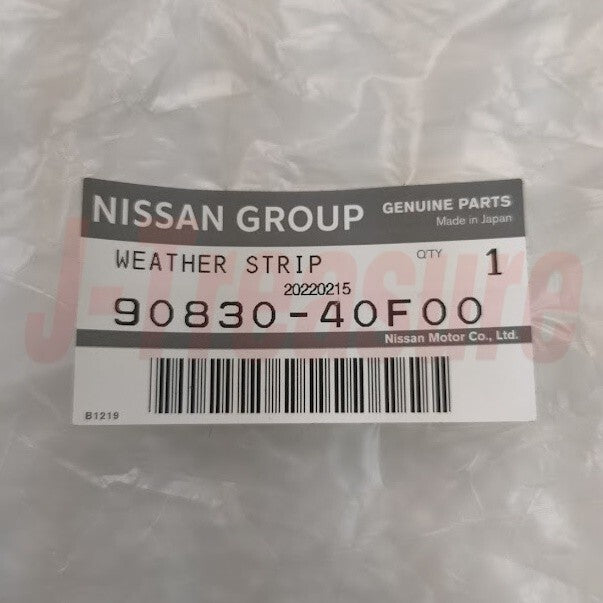 NISSAN GROUP GENUINE PARTS
Made in Japan
WEATHER STRIP QTY 1
20220215
90830-40F00
Nissan Motor Co., Ltd.
B1219
J-Treasure